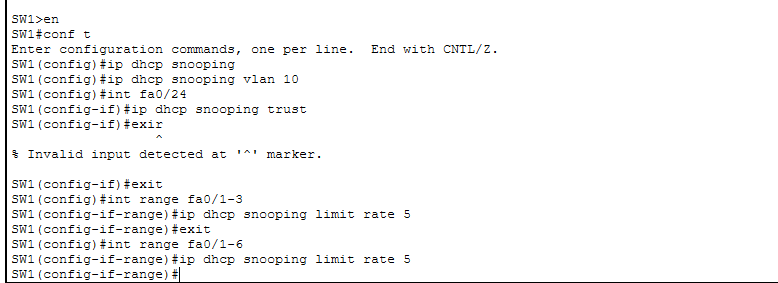 SW1>en
SW1#conf t
Enter configuration commands, one per line.  End with CNTL/Z.
SW1(config)#ip dhcp snooping
SW1(config)#ip dhcp snooping vlan 10
SW1(config)#int fa0/24
SW1(config-if)#ip dhcp snooping trust
SW1(config-if)#exir
                  ^
% Invalid input detected at '^' marker.
SW1(config-if)#exit
SW1(config)#int range fa0/1-3
SW1(config-if-range)#ip dhcp snooping limit rate 5
SW1(config-if-range)#exit
SW1(config)#int range fa0/1-6
SW1(config-if-range)#ip dhcp snooping limit rate 5
SW1(config-if-range)#